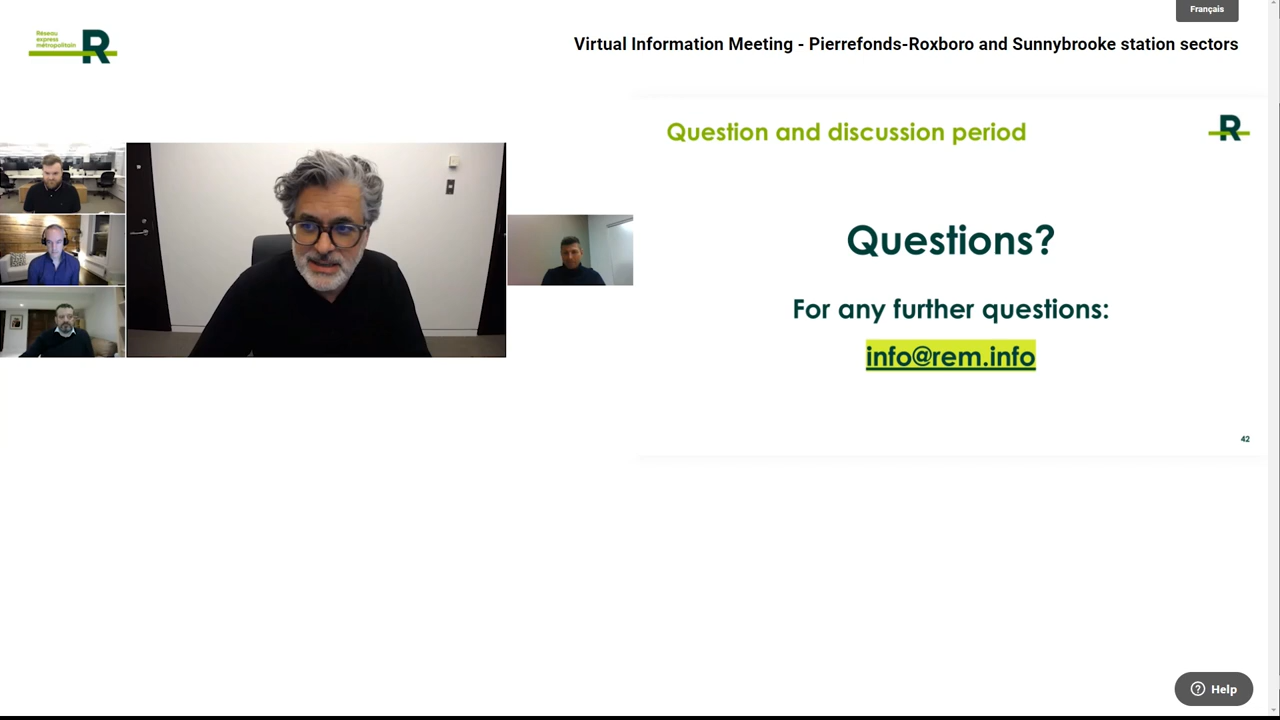 Français
Réseau
express
métropolitain
R
Virtual Information Meeting - Pierrefonds-Roxboro and Sunnybrooke station sectors
Question and discussion period
R
Questions?
For any further questions:
info@rem.info
42
Help